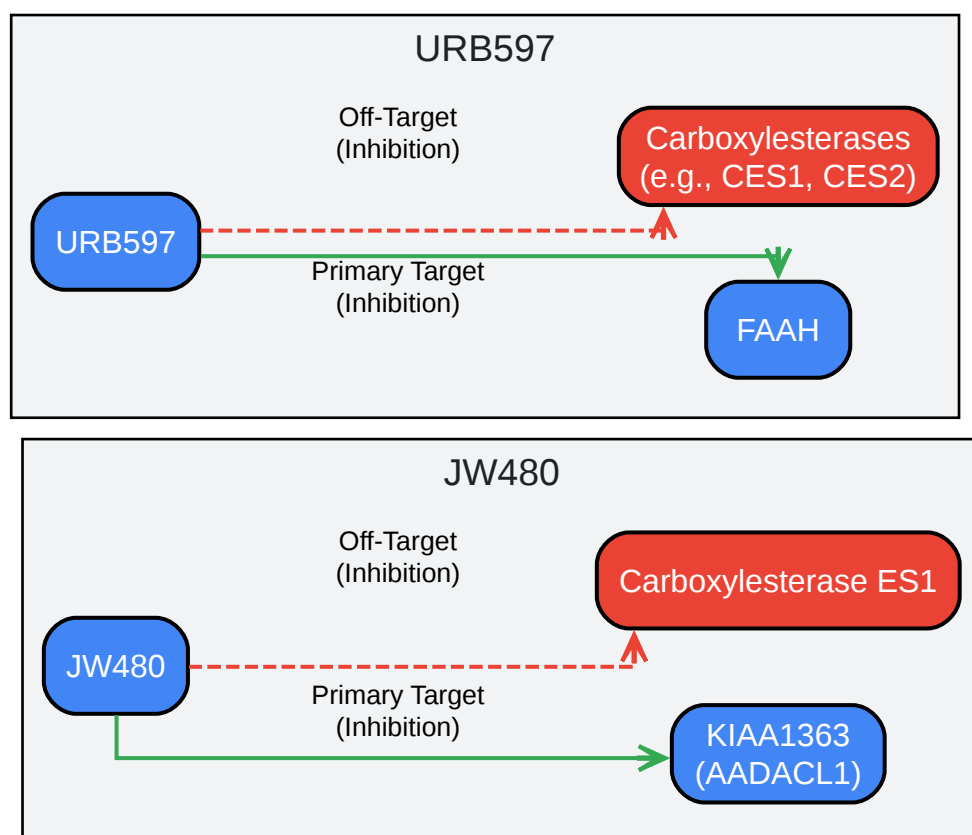 URB597
Off-Target
(Inhibition)
Carboxylesterases
(e.g., CES1, CES2)
URB597
Primary Target
(Inhibition)
FAAH
JW480
Off-Target
(Inhibition)
Carboxylesterase ES1
JW480
Primary Target
(Inhibition)
KIAA1363
(AADACL1)